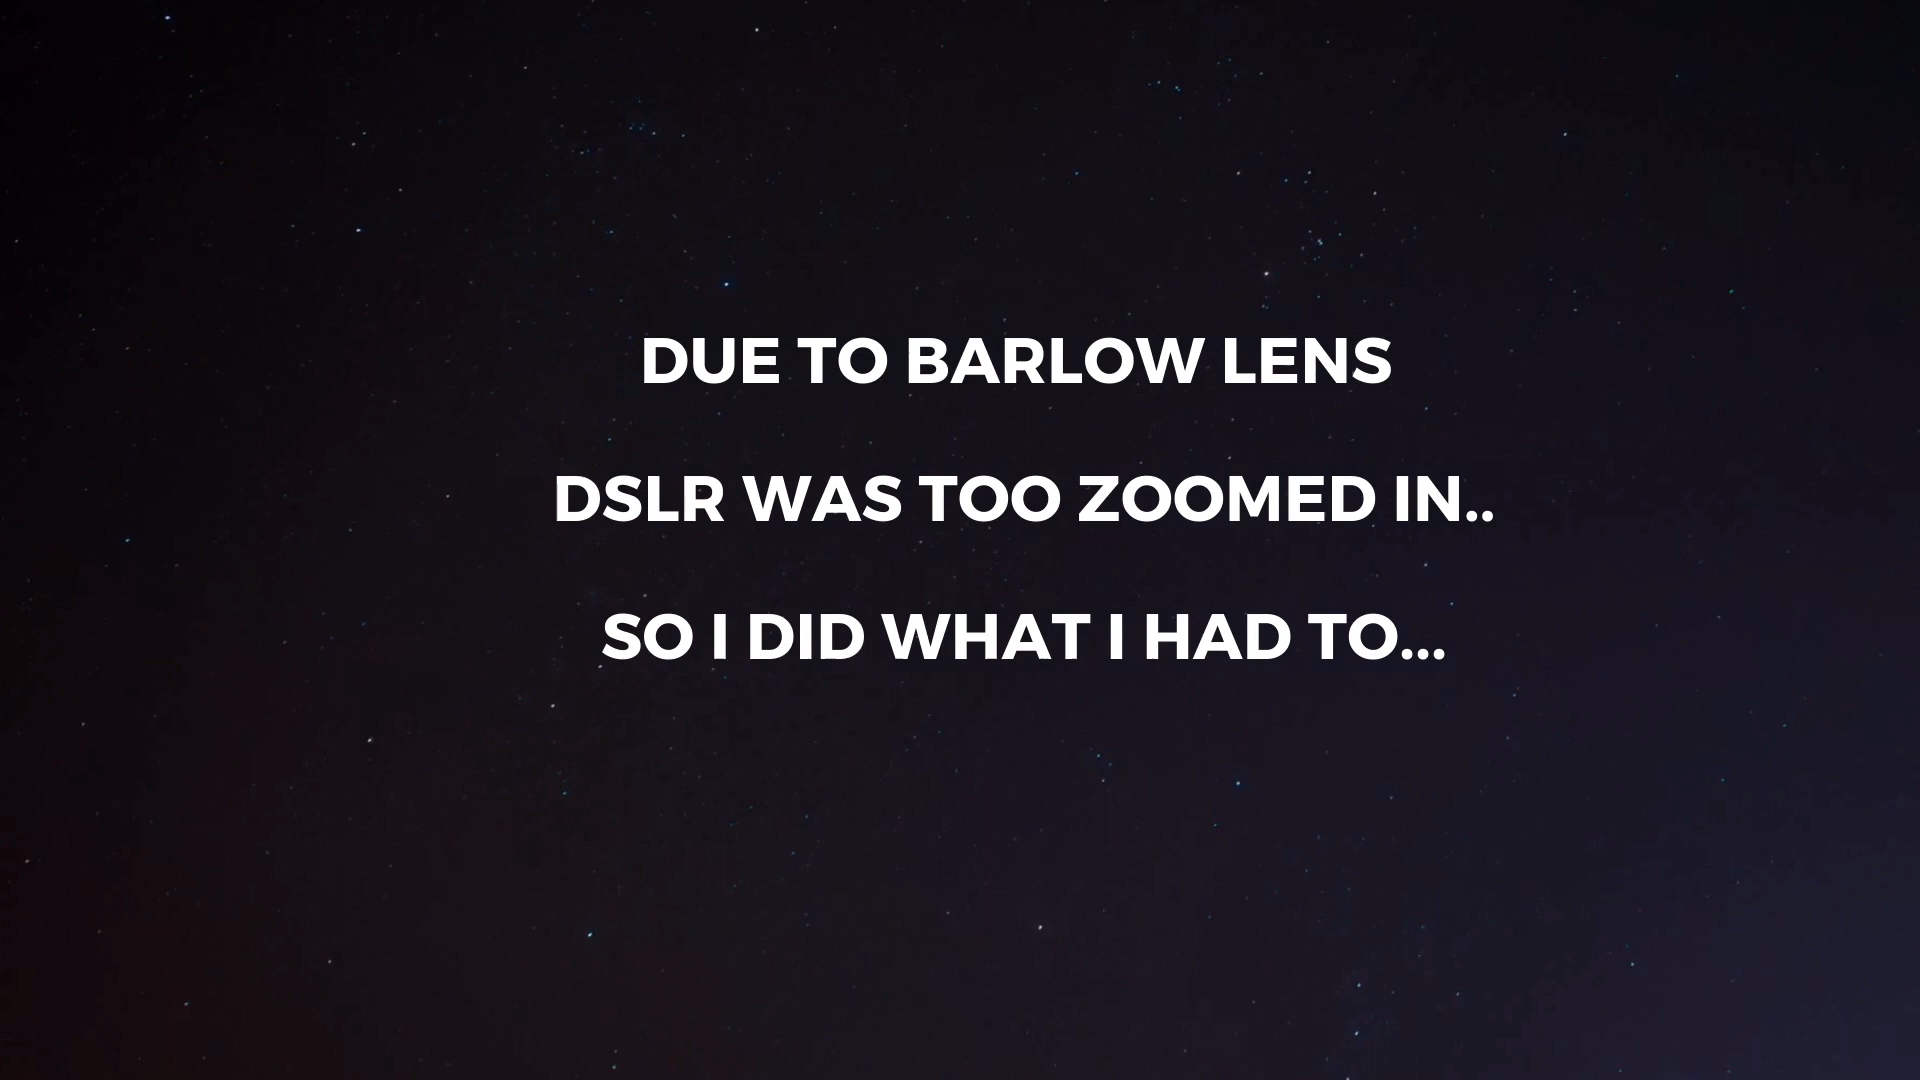 DUE TO BARLOW LENS
DSLR WAS TOO ZOOMED IN..
SO I DID WHAT I HAD TO...